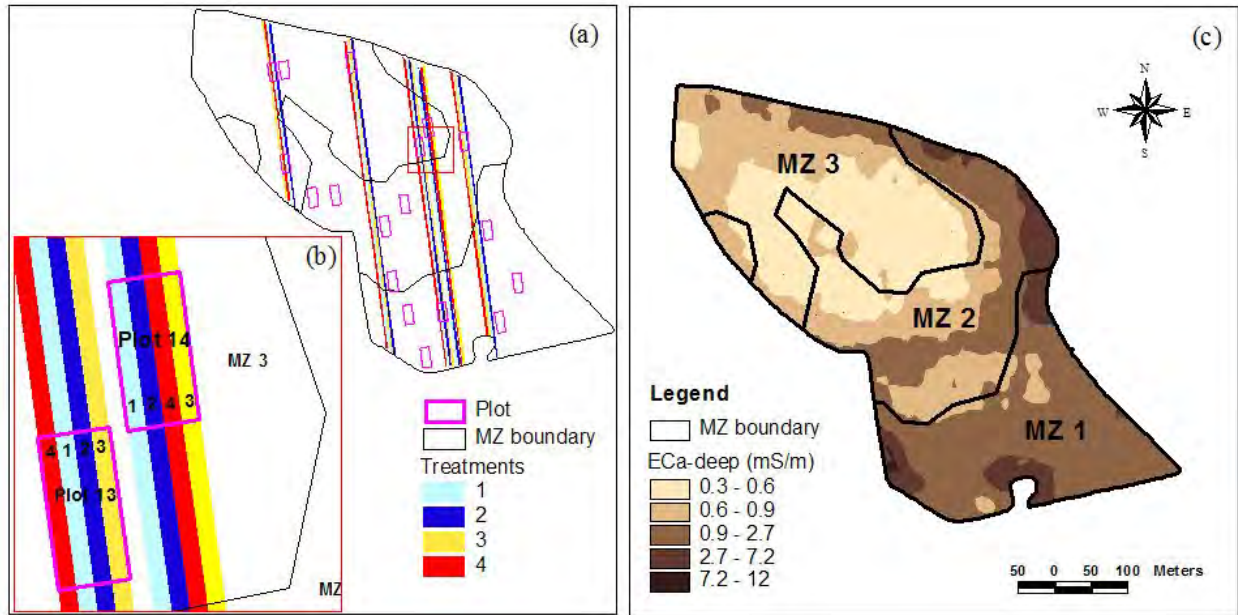 (a)
(b)
Plot 14
MZ 3
1 2 4 3
4 1 2 3
Plot 13
MZ
Plot
MZ boundary
Treatments
1
2
3
4
(c)
N
W E
S
MZ 3
MZ 2
MZ 1
Legend
MZ boundary
ECa-deep (mS/m)
0.3 - 0.6
0.6 - 0.9
0.9 - 2.7
2.7 - 7.2
7.2 - 12
50 0 50 100 Meters